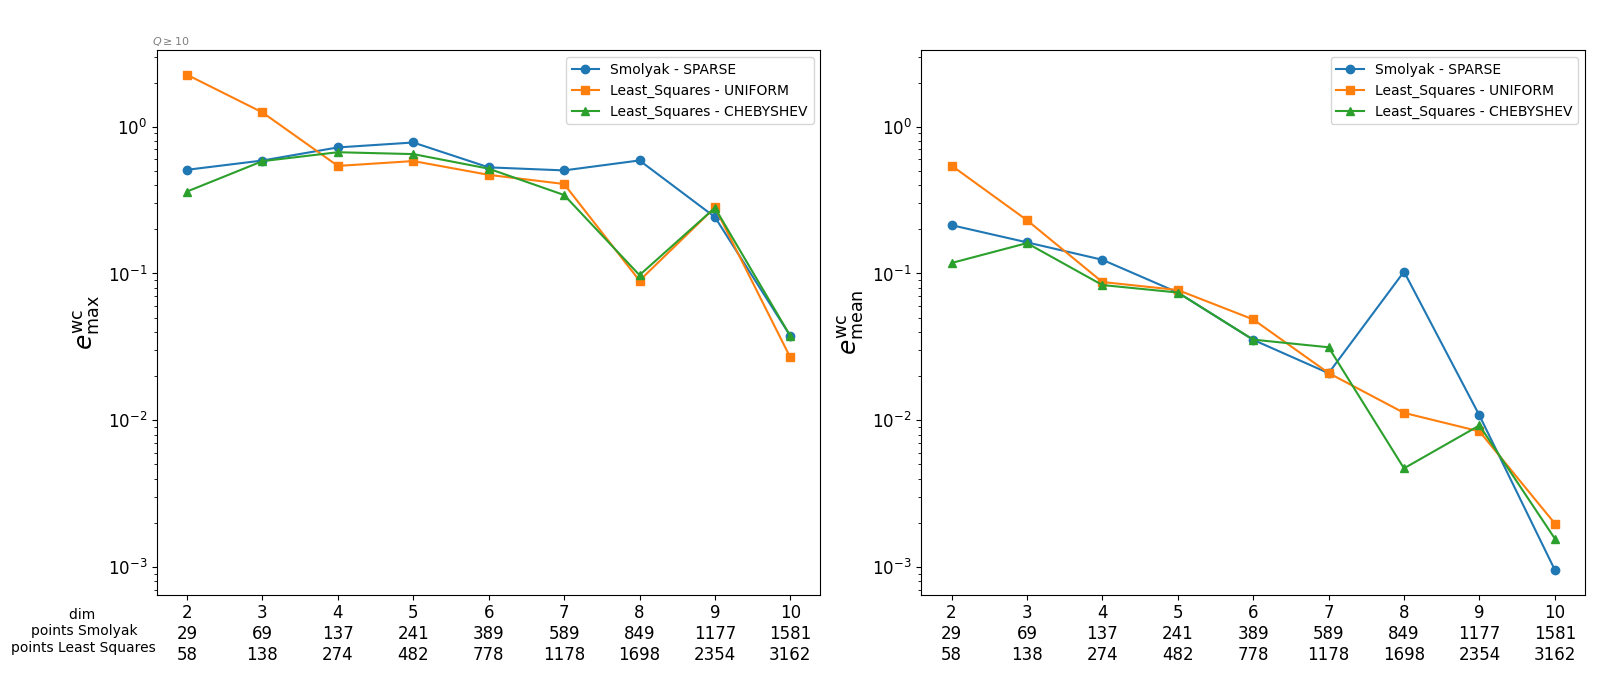 Q ≥ 10
Smolyak - SPARSE
Least_Squares - UNIFORM
Least_Squares - CHEBYSHEV
10⁰
10⁻¹
10⁻²
10⁻³
e^wc_max
dim
points Smolyak
points Least Squares
2 3 4 5 6 7 8 9 10
29 69 137 241 389 589 849 1177 1581
58 138 274 482 778 1178 1698 2354 3162
Smolyak - SPARSE
Least_Squares - UNIFORM
Least_Squares - CHEBYSHEV
10⁰
10⁻¹
10⁻²
10⁻³
e^wc_mean
2 3 4 5 6 7 8 9 10
29 69 137 241 389 589 849 1177 1581
58 138 274 482 778 1178 1698 2354 3162